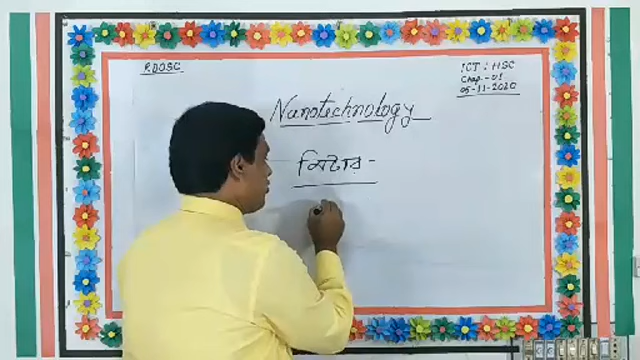 RDOSC
ICT : HSC
Chap.-01
05-11-2020
Nanotechnology
মিটার -